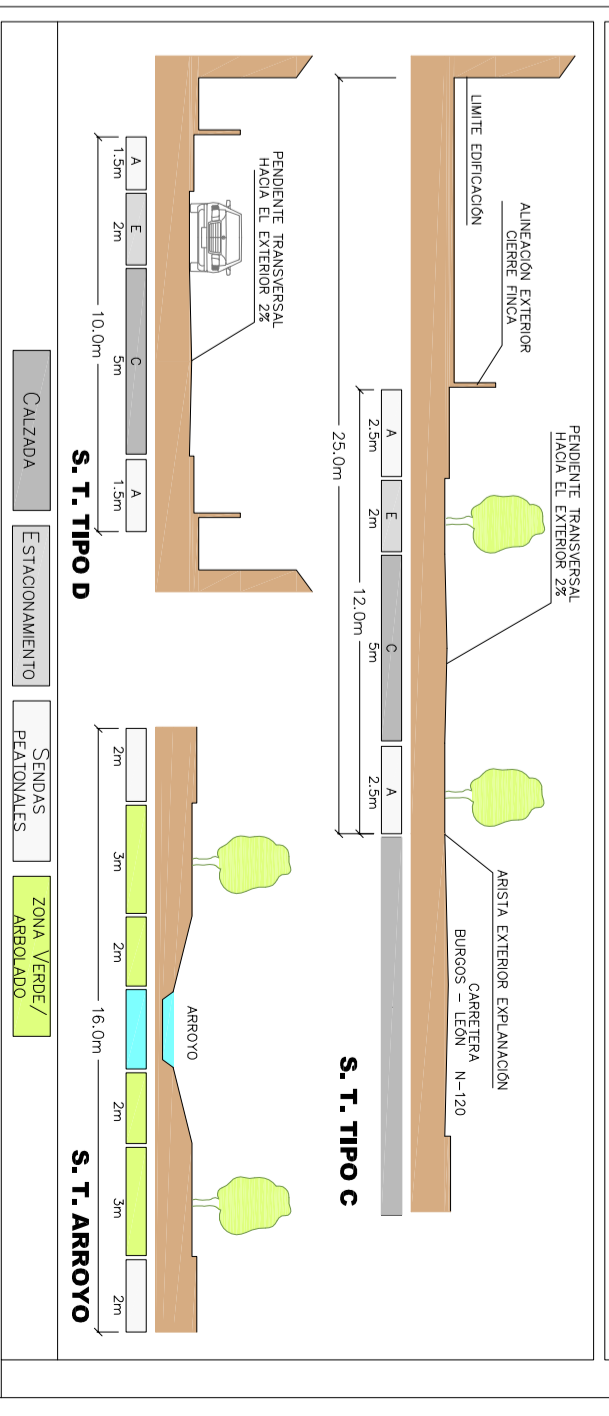 LIMITE EDIFICACIÓN
ALINEACIÓN EXTERIOR
CIERRE FINCA
PENDIENTE TRANSVERSAL
HACIA EL EXTERIOR 2%
ARISTA EXTERIOR EXPLANACIÓN
CARRETERA
BURGOS - LEÓN N-120
A
E
C
A
2.5m
2m
5m
2.5m
12.0m
25.0m
S. T. TIPO C
PENDIENTE TRANSVERSAL
HACIA EL EXTERIOR 2%
A
E
C
A
1.5m
2m
5m
1.5m
10.0m
S. T. TIPO D
ARROYO
2m
3m
2m
2m
3m
2m
16.0m
S. T. ARROYO
CALZADA
ESTACIONAMIENTO
SENDAS
PEATONALES
ZONA VERDE/
ARBOLADO